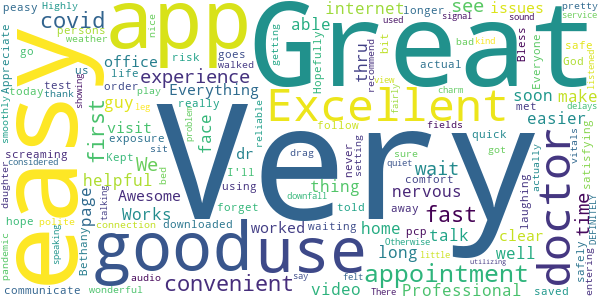 peasy
Highly
covid
persons
weather
app
nice
Great
internet
longer
issues
pretty
service
go
office
goes
able
see
used
signal
sound
Appreciate
smoothly
today
us
life
risk
walked
getting
actual
bit
bad
kind
safe
Everyone
God
Bless
listened
easy
test
thank
order
play
experience
Everything
Hopefully
thru
recommend
soon
make
delays
showing
first
guy
really
face
Excellent
view
fairly
charm
easier
met
screaming
considered
exposure
visit
Kept
We
sit
leg
problem
reliable
Very
follow
fields
quick
vitals
satisfying
daughter
helpful
dr
bed
using
I'll
drag
never
setting
thing
wait
sure
quiet
comfort
got
actually
doctor
time
hope
polite
page
Bethany
talking
Awesome
Works
forget
downfall
told
away
nervous
pcp
fast
laughing
safely
entering
DEFINITELY
pandemic
speaking
connection
downloaded
good
use
worked
waiting
home
Otherwise
little
long
talk
clear
well
communicate
wonderful
audio
convenient
say
felt
video
There
utilizing
appointment
Professional
saved